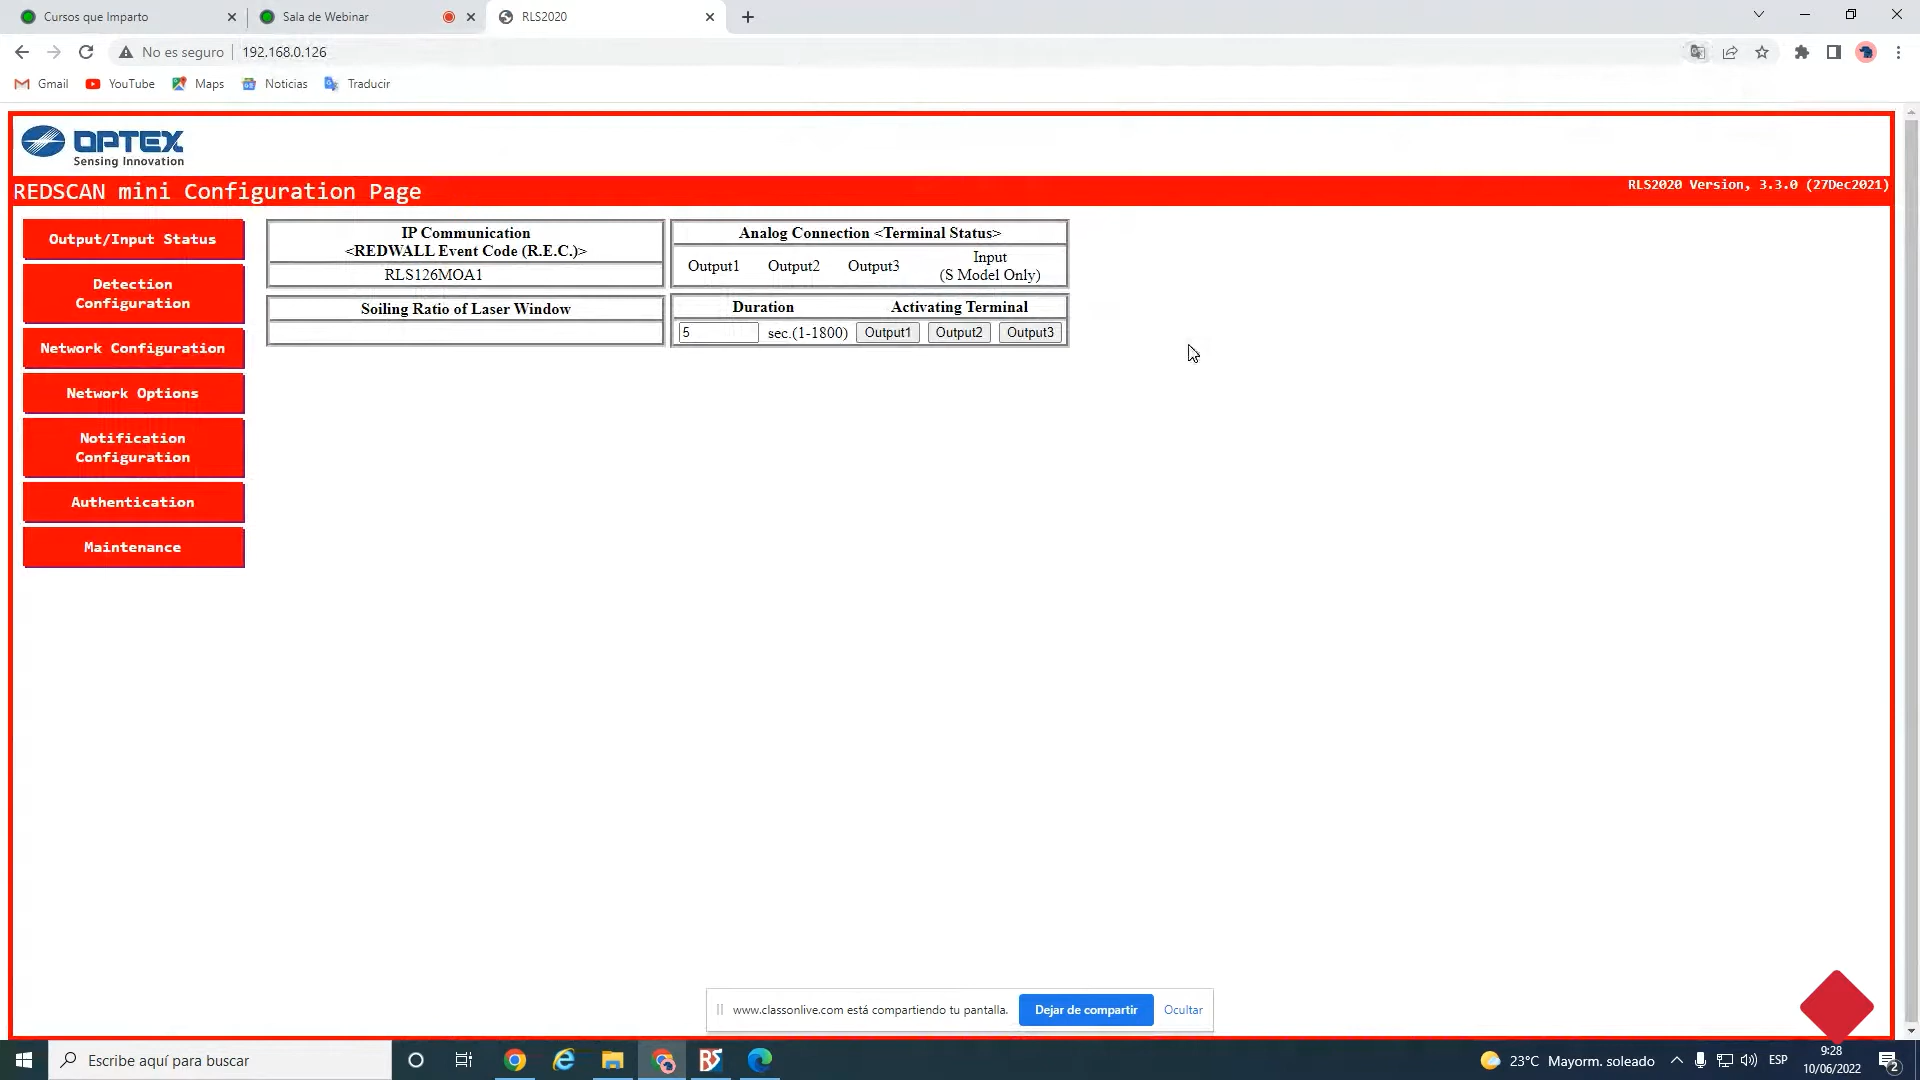 Cursos que Imparto
Sala de Webinar
RLS2020
No es seguro
192.168.0.126
Gmail
YouTube
Maps
Noticias
Traducir
OPTEX
Sensing Innovation
REDSCAN mini Configuration Page
RLS2020 Version, 3.3.0 (27Dec2021)
Output/Input Status
Detection
Configuration
Network Configuration
Network Options
Notification
Configuration
Authentication
Maintenance
IP Communication
<REDWALL Event Code (R.E.C.)>
RLS126MOA1
Soiling Ratio of Laser Window
Analog Connection <Terminal Status>
Output1 Output2 Output3 Input
(S Model Only)
Duration Activating Terminal
5 sec.(1-1800) Output1 Output2 Output3
www.classonlive.com está compartiendo tu pantalla.
Dejar de compartir
Ocultar
Escribe aquí para buscar
RS
23°C Mayorm. soleado
ESP
9:28
10/06/2022
2